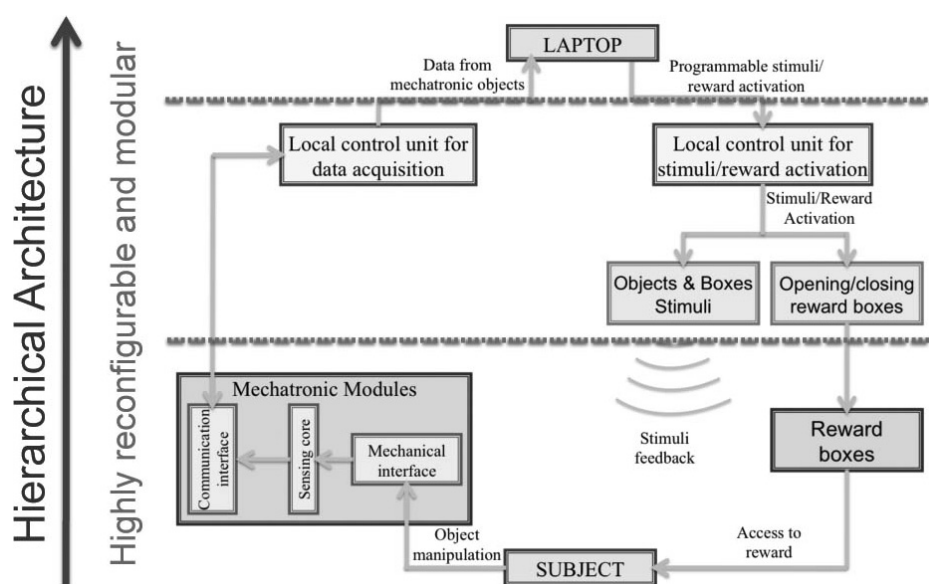 Hierarchical Architecture
Highly reconfigurable and modular
LAPTOP
Data from
mechatronic objects
Programmable stimuli/
reward activation
Local control unit for
data acquisition
Local control unit for
stimuli/reward activation
Stimuli/Reward
Activation
Objects & Boxes
Stimuli
Opening/closing
reward boxes
Mechatronic Modules
Communication
interface
Sensing core
Mechanical
interface
Stimuli
feedback
Reward
boxes
Object
manipulation
Access to
reward
SUBJECT